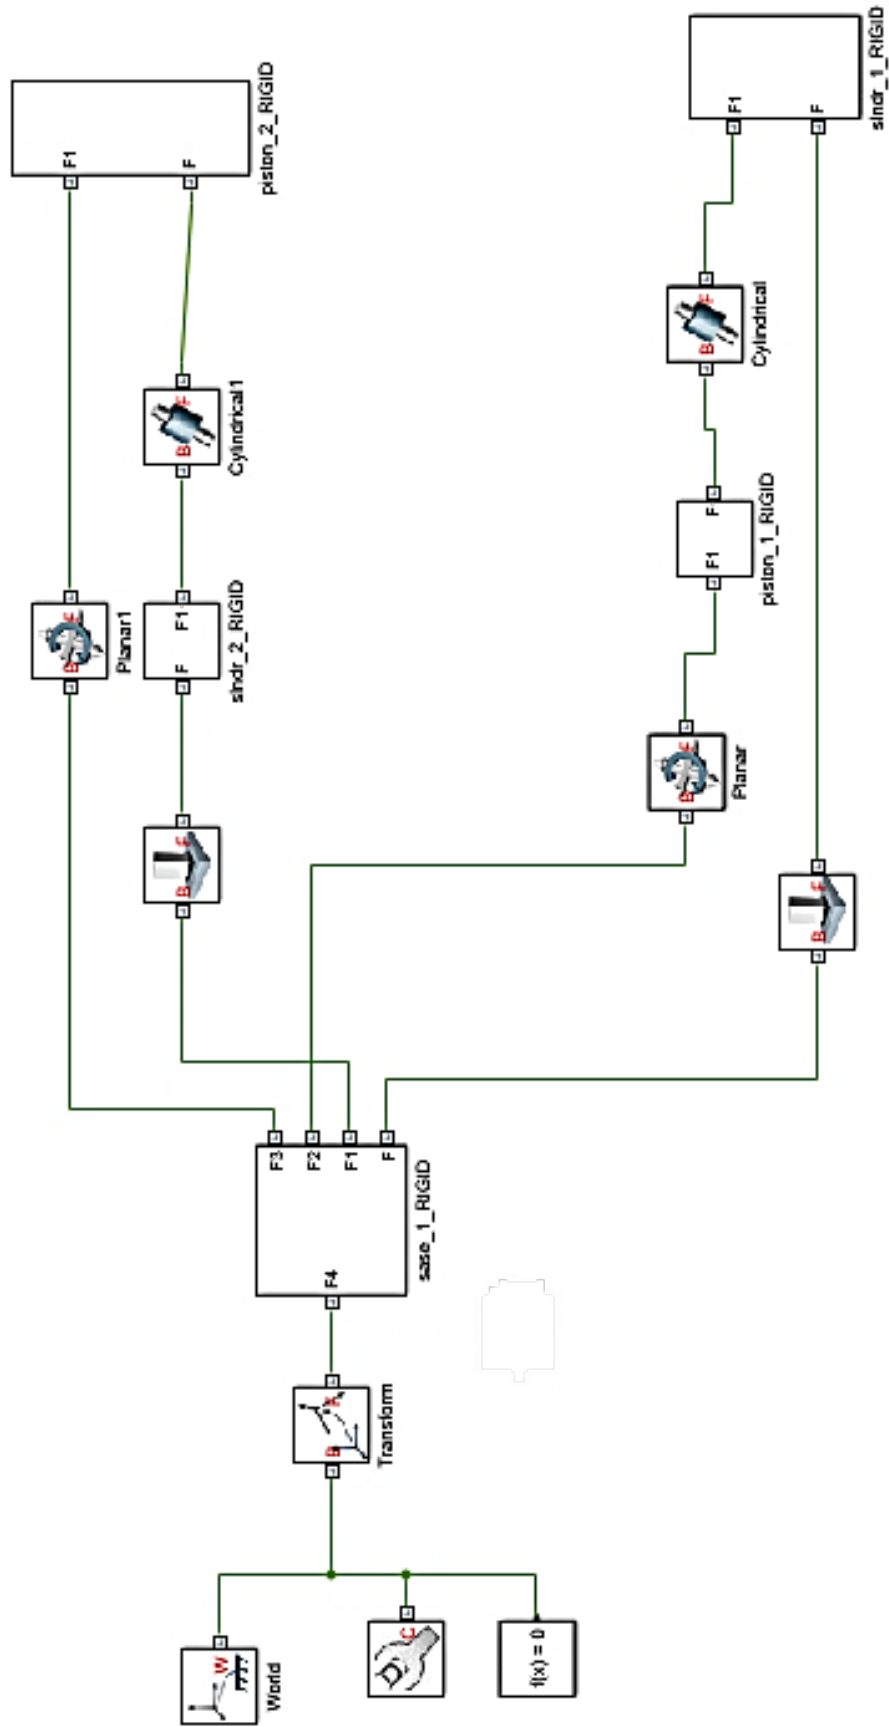 F1
F
piston_2_RIGID
F1
F
sindr_1_RIGID
B
F
Cylindrical
B
F
Cylindrical1
F1
F
piston_1_RIGID
B
F
Planar1
F
F1
sindr_2_RIGID
B
F
Planar
B
F
B
F
F3
F2
F1
F
F4
sase_1_RIGID
B
F
Transform
W
World
C
f(x) = 0